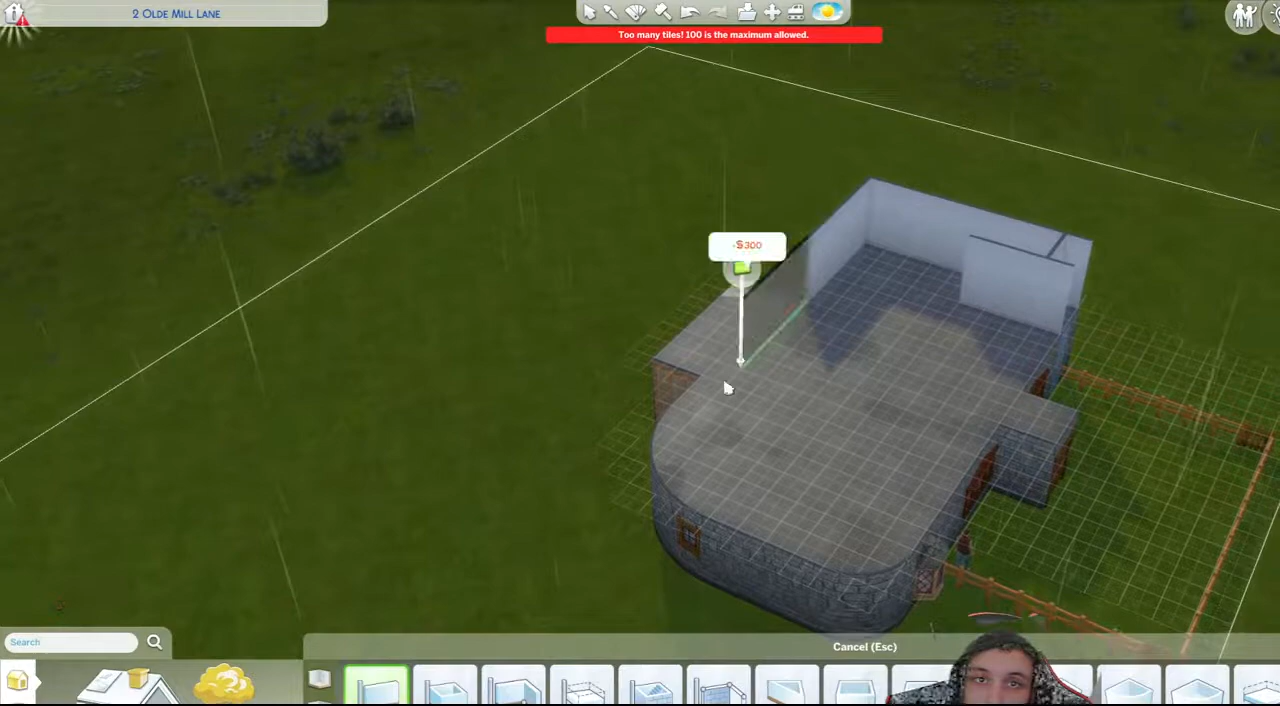 2 OLDE MILL LANE
Too many tiles! 100 is the maximum allowed.
-$300
Search
Cancel (Esc)